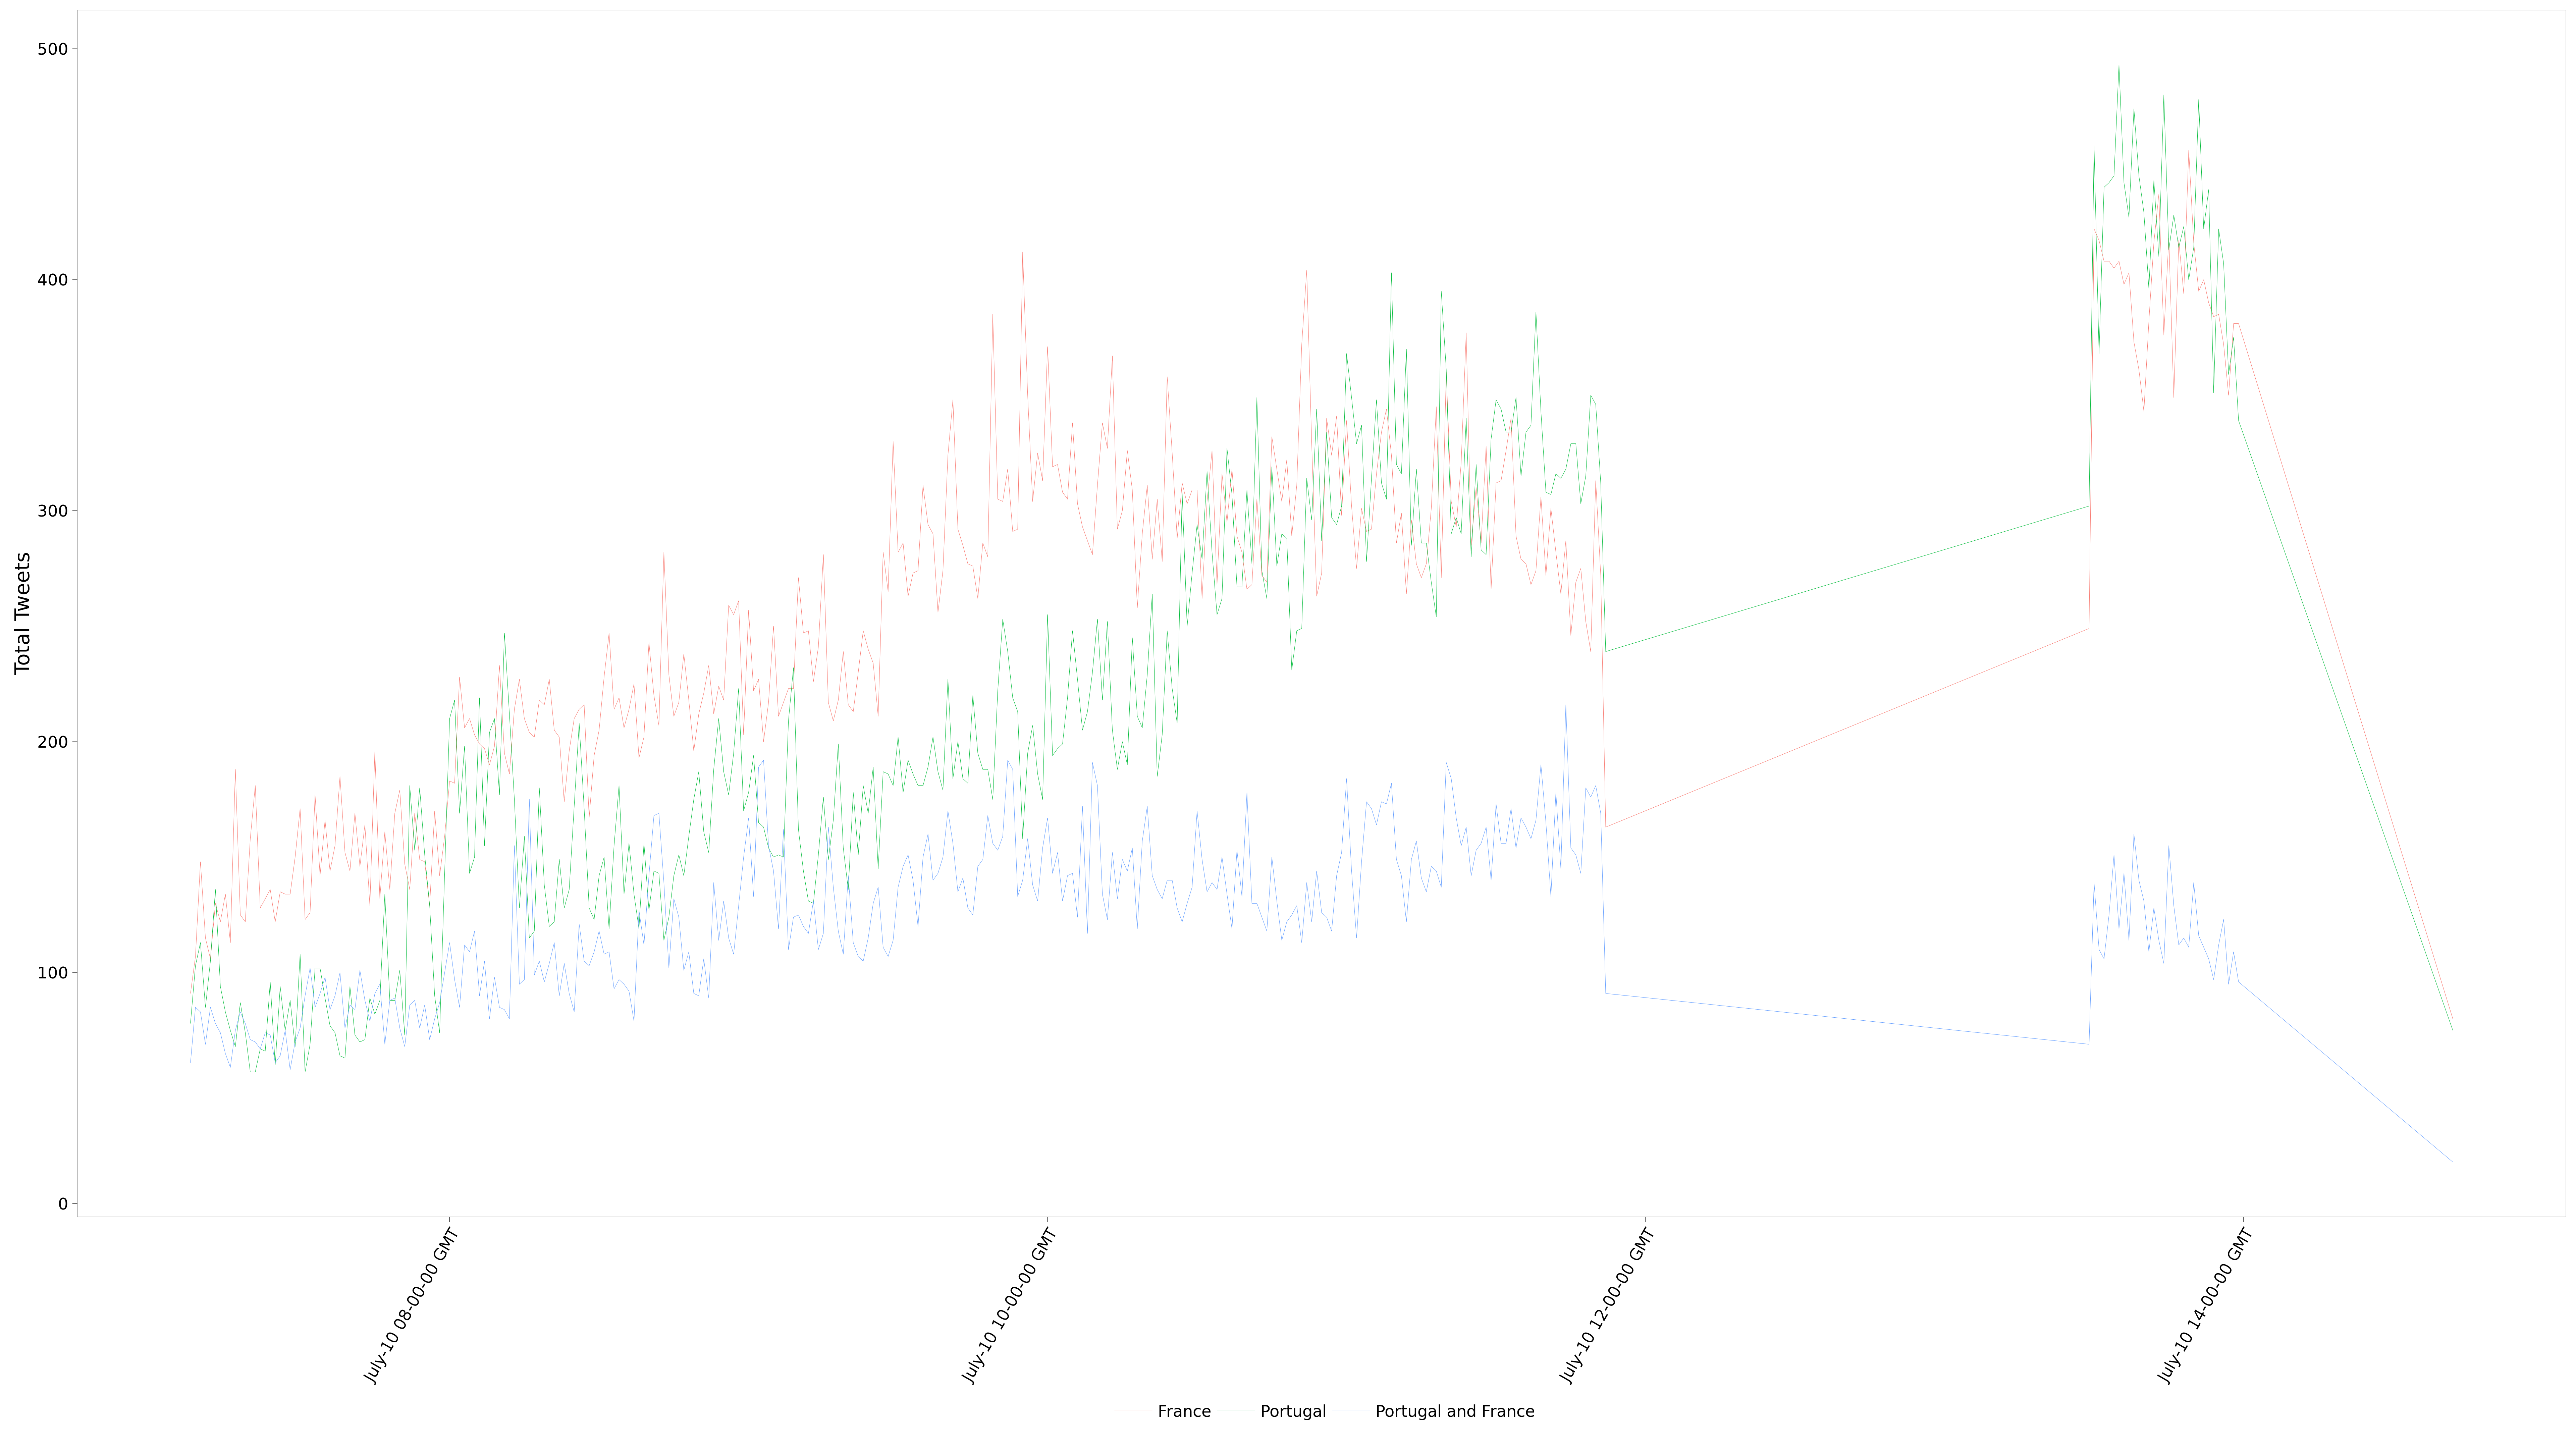 Total Tweets
500
400
300
200
100
0
July-10 08-00-00 GMT
July-10 10-00-00 GMT
July-10 12-00-00 GMT
July-10 14-00-00 GMT
France
Portugal
Portugal and France